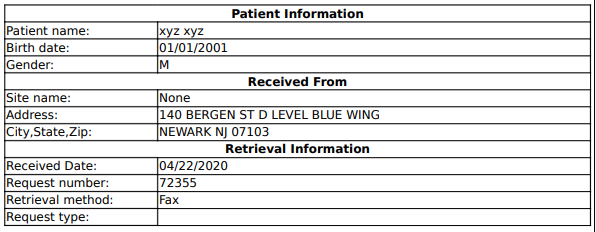 Patient Information
Patient name: xyz xyz
Birth date: 01/01/2001
Gender: M
Received From
Site name: None
Address: 140 BERGEN ST D LEVEL BLUE WING
City,State,Zip: NEWARK NJ 07103
Retrieval Information
Received Date: 04/22/2020
Request number: 72355
Retrieval method: Fax
Request type: